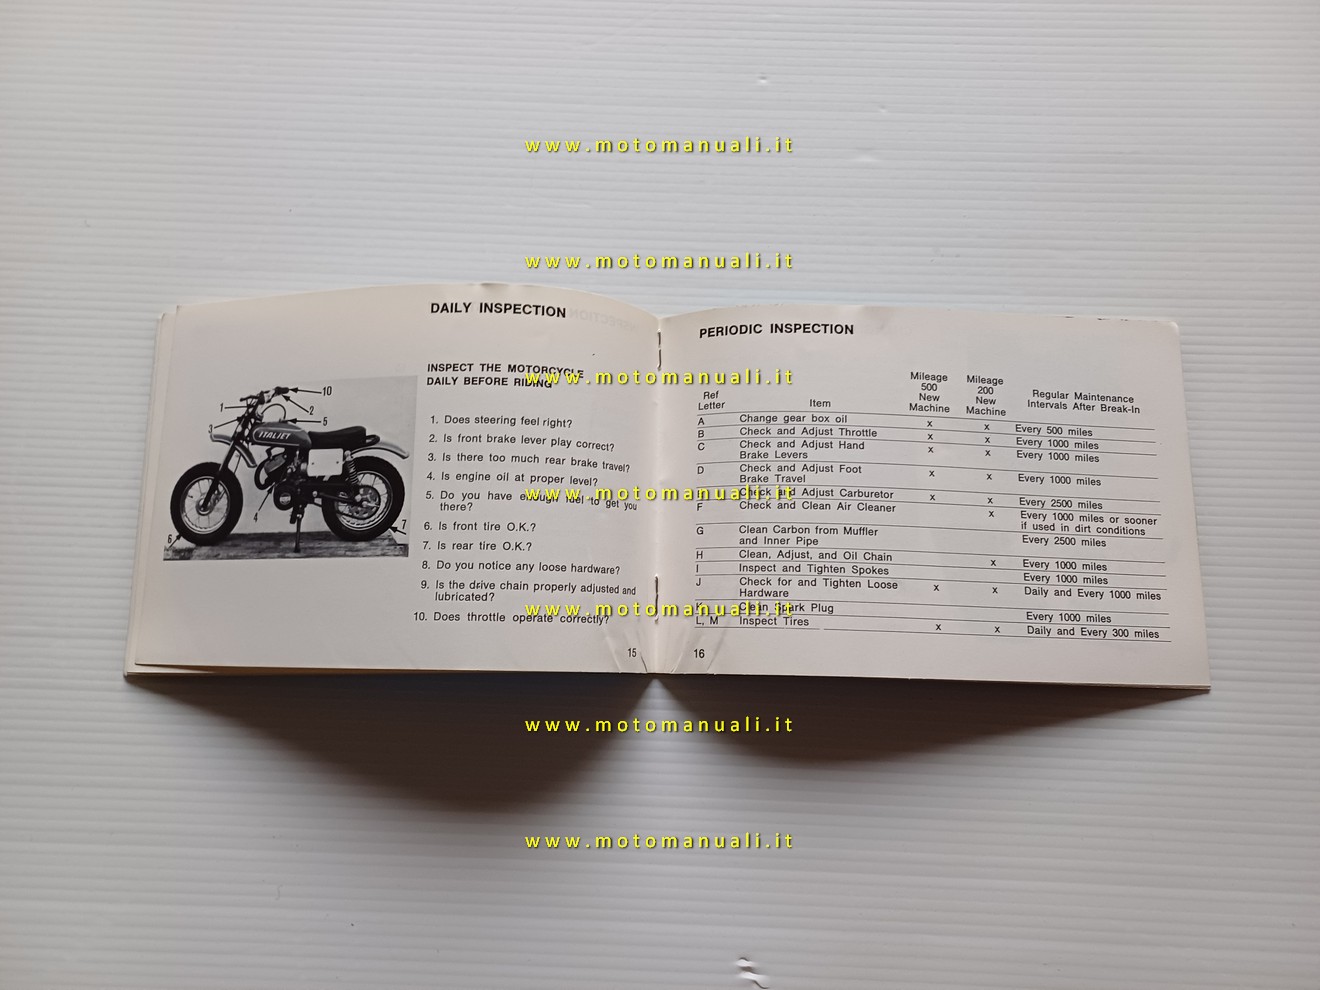 www.motomanuali.it
www.motomanuali.it
DAILY INSPECTION
INSPECT THE MOTORCYCLE
DAILY BEFORE RIDING
www.motomanuali.it
10
1
2
5
3
ITALJET
4
6
7
1. Does steering feel right?
2. Is front brake lever play correct?
3. Is there too much rear brake travel?
4. Is engine oil at proper level?
5. Do you have enough fuel to get you
there?
www.motomanuali.it
6. Is front tire O.K.?
7. Is rear tire O.K.?
8. Do you notice any loose hardware?
9. Is the drive chain properly adjusted and
lubricated?
10. Does throttle operate correctly?
www.motomanuali.it
15
PERIODIC INSPECTION
Ref Letter Item Mileage 500 New Machine Mileage 200 New Machine Regular Maintenance Intervals After Break-In
A Change gear box oil x x Every 500 miles
B Check and Adjust Throttle x x Every 1000 miles
C Check and Adjust Hand x x Every 1000 miles
Brake Levers
D Check and Adjust Foot
Brake Travel x x Every 1000 miles
Check and Adjust Carburetor x x Every 2500 miles
F Check and Clean Air Cleaner x Every 1000 miles or sooner
if used in dirt conditions
G Clean Carbon from Muffler Every 2500 miles
and Inner Pipe
H Clean, Adjust, and Oil Chain x Every 1000 miles
I Inspect and Tighten Spokes Every 1000 miles
J Check for and Tighten Loose x x Daily and Every 1000 miles
Hardware
K Clean Spark Plug Every 1000 miles
L, M Inspect Tires x x Daily and Every 300 miles
16
www.motomanuali.it
www.motomanuali.it